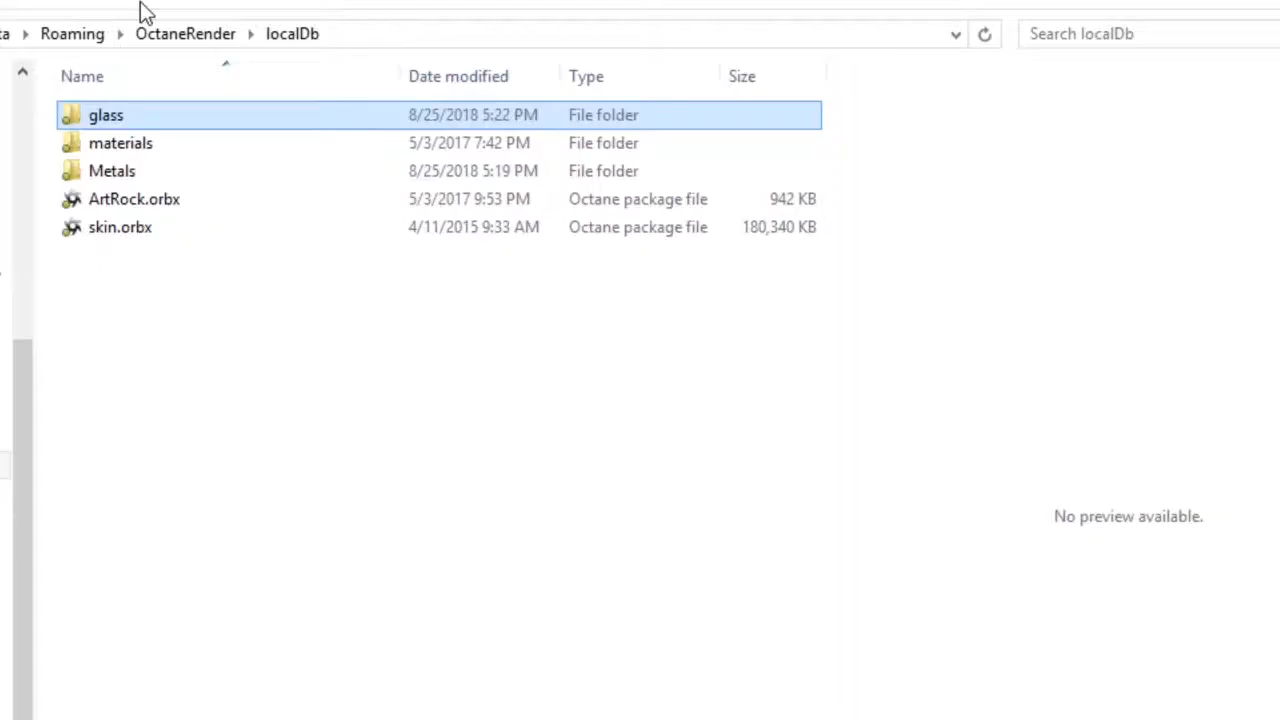 ta Roaming OctaneRender localDb Search localDb
Name Date modified Type Size
glass 8/25/2018 5:22 PM File folder
materials 5/3/2017 7:42 PM File folder
Metals 8/25/2018 5:19 PM File folder
ArtRock.orbx 5/3/2017 9:53 PM Octane package file 942 KB
skin.orbx 4/11/2015 9:33 AM Octane package file 180,340 KB
No preview available.